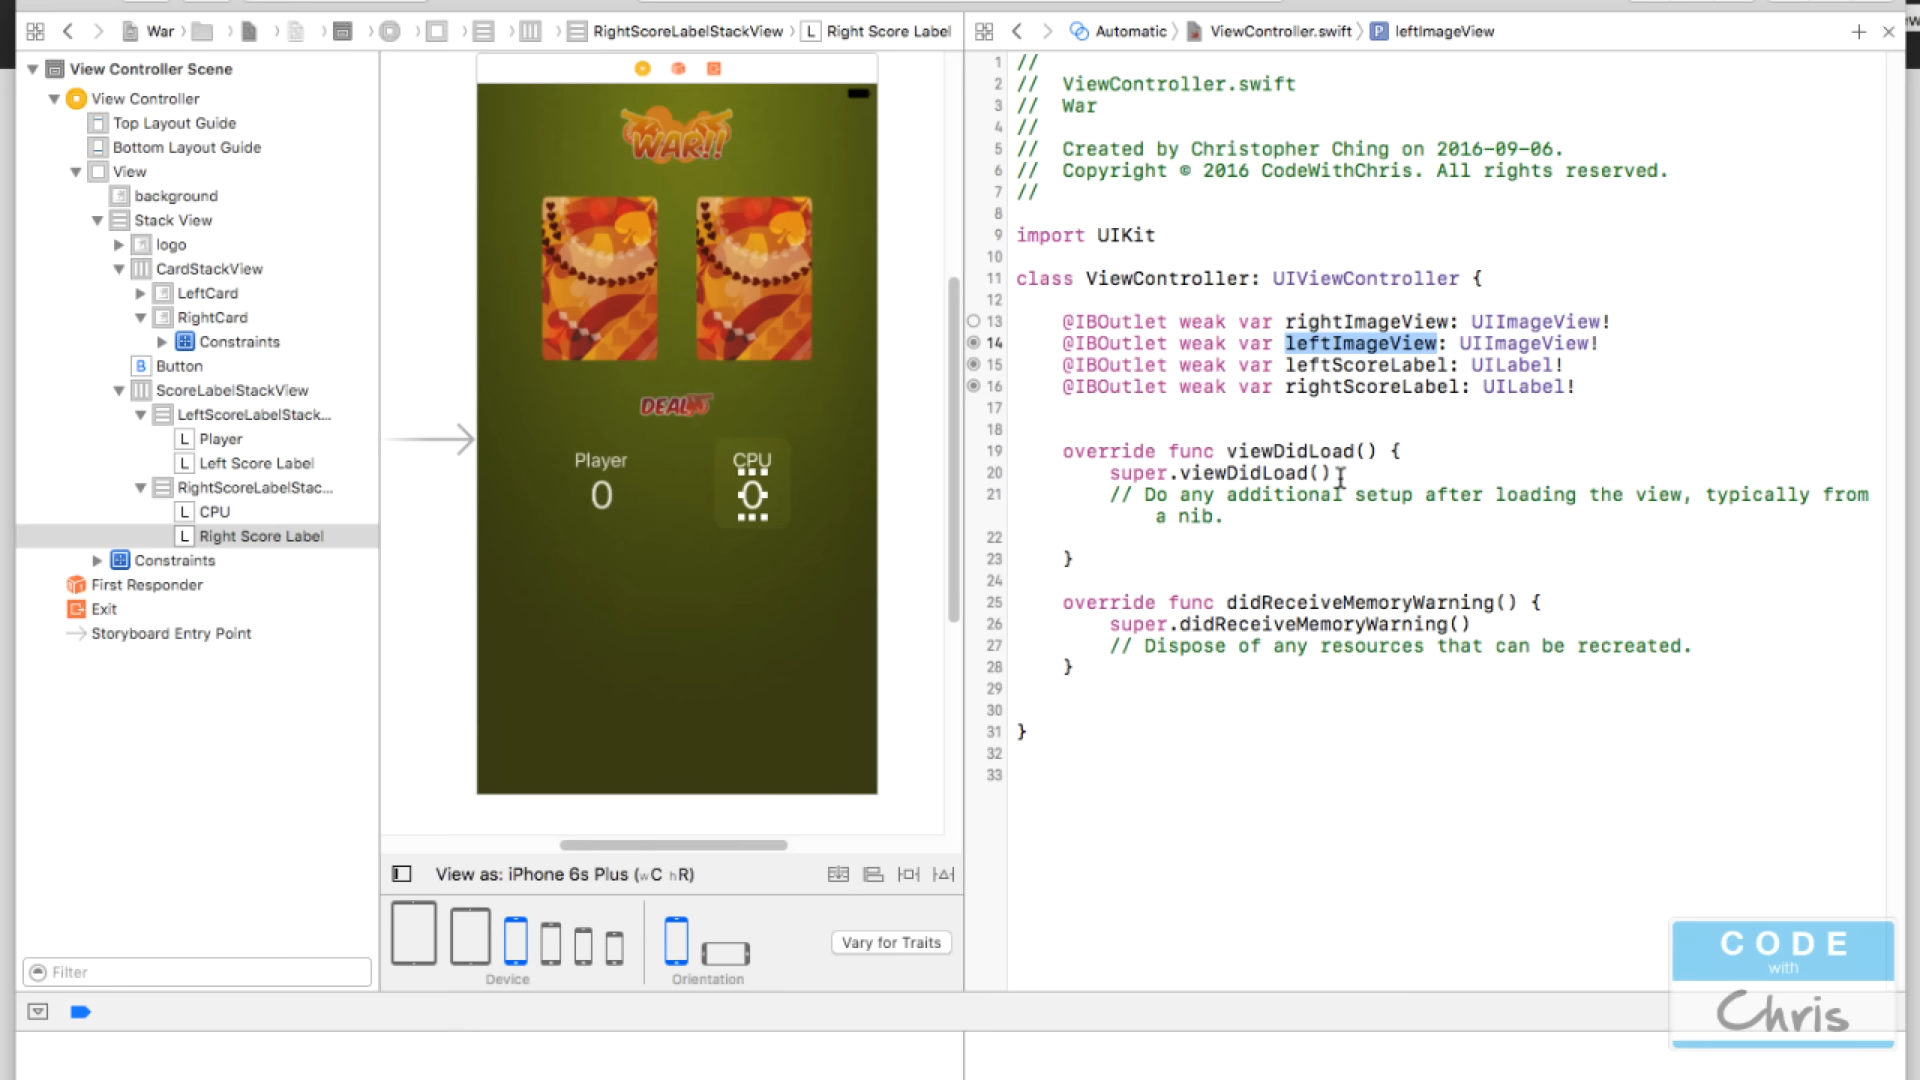 War
RightScoreLabelStackView
L Right Score Label
Automatic
ViewController.swift
P leftImageView
View Controller Scene
View Controller
Top Layout Guide
Bottom Layout Guide
View
background
Stack View
logo
CardStackView
LeftCard
RightCard
Constraints
B Button
ScoreLabelStackView
LeftScoreLabelStack...
L Player
L Left Score Label
RightScoreLabelStac...
L CPU
L Right Score Label
Constraints
First Responder
Exit
Storyboard Entry Point
Filter
WAR!!
DEAL
Player
CPU
0
0
View as: iPhone 6s Plus (wC hR)
Device
Orientation
Vary for Traits
1 //
2 // ViewController.swift
3 // War
4 //
5 // Created by Christopher Ching on 2016-09-06.
6 // Copyright © 2016 CodeWithChris. All rights reserved.
7 //
8
9 import UIKit
10
11 class ViewController: UIViewController {
12
13 @IBOutlet weak var rightImageView: UIImageView!
14 @IBOutlet weak var leftImageView: UIImageView!
15 @IBOutlet weak var leftScoreLabel: UILabel!
16 @IBOutlet weak var rightScoreLabel: UILabel!
17
18
19 override func viewDidLoad() {
20 super.viewDidLoad()
21 // Do any additional setup after loading the view, typically from
a nib.
22
23 }
24
25 override func didReceiveMemoryWarning() {
26 super.didReceiveMemoryWarning()
27 // Dispose of any resources that can be recreated.
28 }
29
30
31 }
32
33
CODE
with
Chris